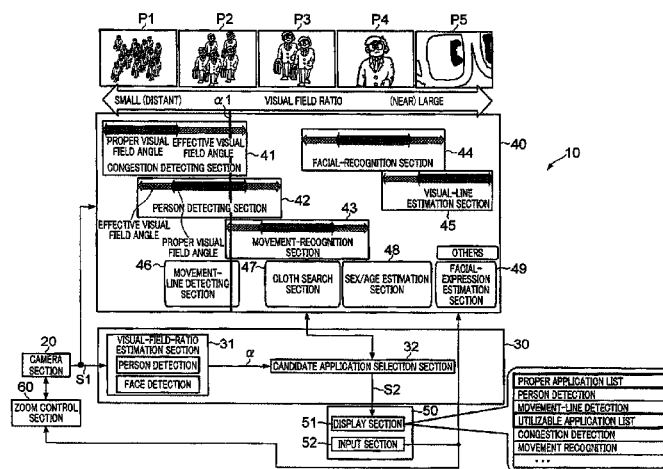 P1 P2 P3 P4 P5
SMALL (DISTANT) α1 VISUAL FIELD RATIO (NEAR) LARGE
10
40
PROPER VISUAL FIELD ANGLE
EFFECTIVE VISUAL FIELD ANGLE
41
CONGESTION DETECTING SECTION
44
FACIAL-RECOGNITION SECTION
42
PERSON DETECTING SECTION
VISUAL-LINE ESTIMATION SECTION
45
EFFECTIVE VISUAL FIELD ANGLE
PROPER VISUAL FIELD ANGLE
43
MOVEMENT-RECOGNITION SECTION
46
MOVEMENT-LINE DETECTING SECTION
47
CLOTH SEARCH SECTION
48
SEX/AGE ESTIMATION SECTION
OTHERS
49
FACIAL-EXPRESSION ESTIMATION SECTION
20
CAMERA SECTION
S1
60
ZOOM CONTROL SECTION
VISUAL-FIELD-RATIO ESTIMATION SECTION
31
PERSON DETECTION
FACE DETECTION
α
32
CANDIDATE APPLICATION SELECTION SECTION
30
S2
50
51 DISPLAY SECTION
52 INPUT SECTION
PROPER APPLICATION LIST
PERSON DETECTION
MOVEMENT-LINE DETECTION
UTILIZABLE APPLICATION LIST
CONGESTION DETECTION
MOVEMENT RECOGNITION
...